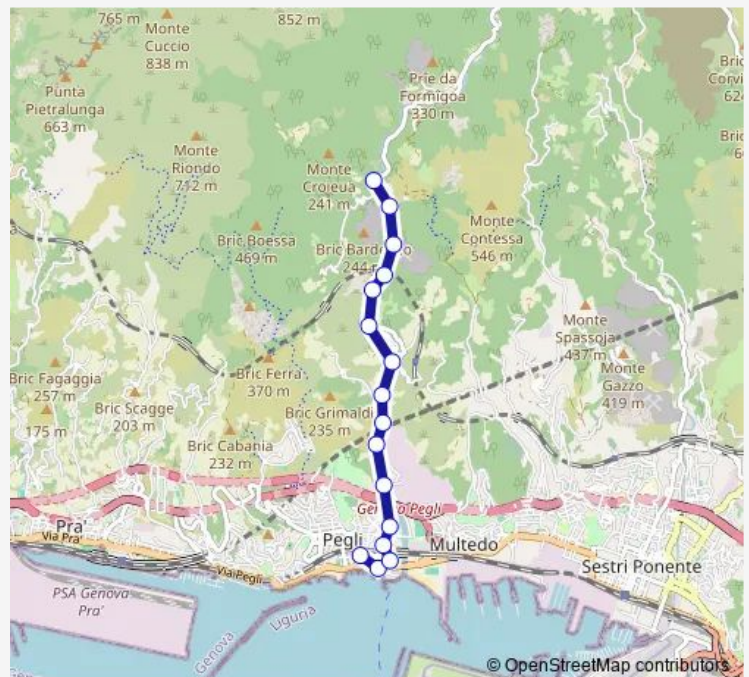 765 m
852 m
Monte
Cuccio
838 m
Punta
Pietralunga
663 m
Prie da
Formigoa
330 m
Monte
Riondo
712 m
Monte
Croieua
241 m
Bric Boessa
469 m
Monte
Contessa
546 m
244
Monte
Spassoja
437 m
Monte
Gazzo
419 m
Bric Fagaggia
257 m
175 m
Bric Scagge
203 m
Bric Ferra
370 m
Bric Grimaldi
235 m
Bric Cabania
232 m
Genova Pegli
Pra'
Via Pra'
Pegli
Multedo
Via Pegli
Sestri Ponente
PSA Genova
Pra'
Genova
Liguria
© OpenStreetMap contributors